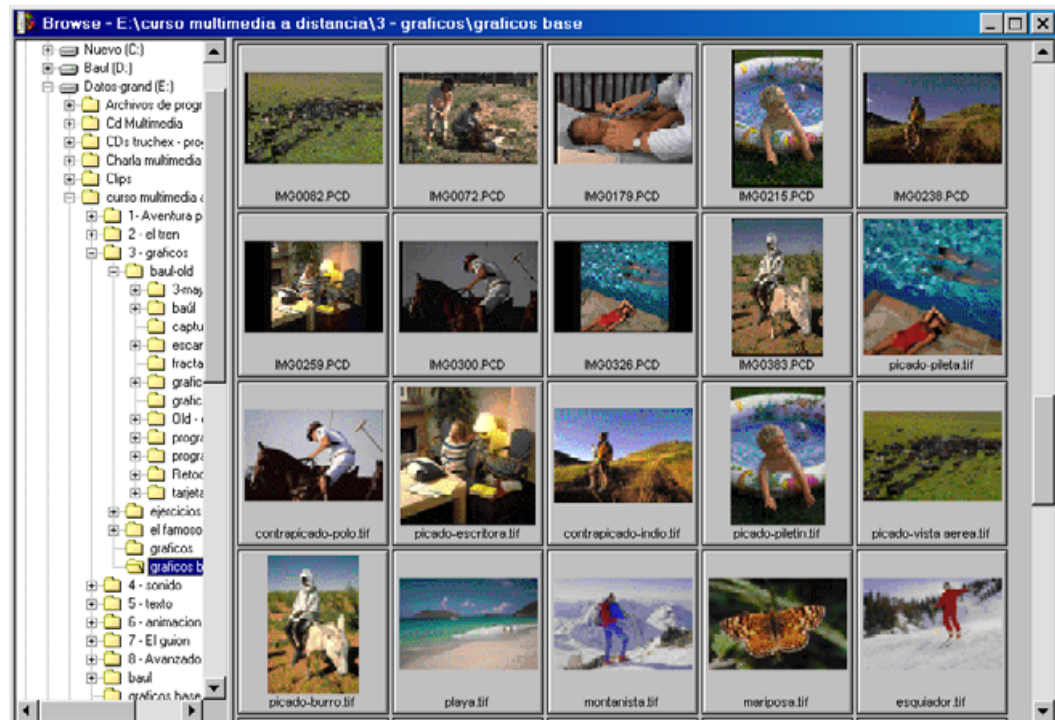 Browse - E:\curso multimedia a distancia\3 - graficos\graficos base
Nuevo (C:)
Baul (D:)
Datos-grand (E:)
Archivos de progr
Cd Multimedia
CDs truchex - pro
Charla multimedia
Clips
curso multimedia a
1- Aventura p
2 - el tren
3 - graficos
baul-old
3-may
baúl
captu
escar
fracta
grafic
grafic
Old -
progra
progra
Retoc
tarjeta
ejercicios
el famoso
graficos
graficos b
4 - sonido
5 - texto
6 - animacion
7 - El guion
8 - Avanzado
baul
graficos base
IMG0082.PCD
IMG0072.PCD
IMG0179.PCD
IMG0215.PCD
IMG0238.PCD
IMG0259.PCD
IMG0300.PCD
IMG0326.PCD
IMG0383.PCD
picado-pileta.tif
contrapicado-polo.tif
picado-escritora.tif
contrapicado-indio.tif
picado-piletin.tif
picado-vista aerea.tif
picado-burro.tif
playa.tif
montanista.tif
mariposa.tif
esquiador.tif